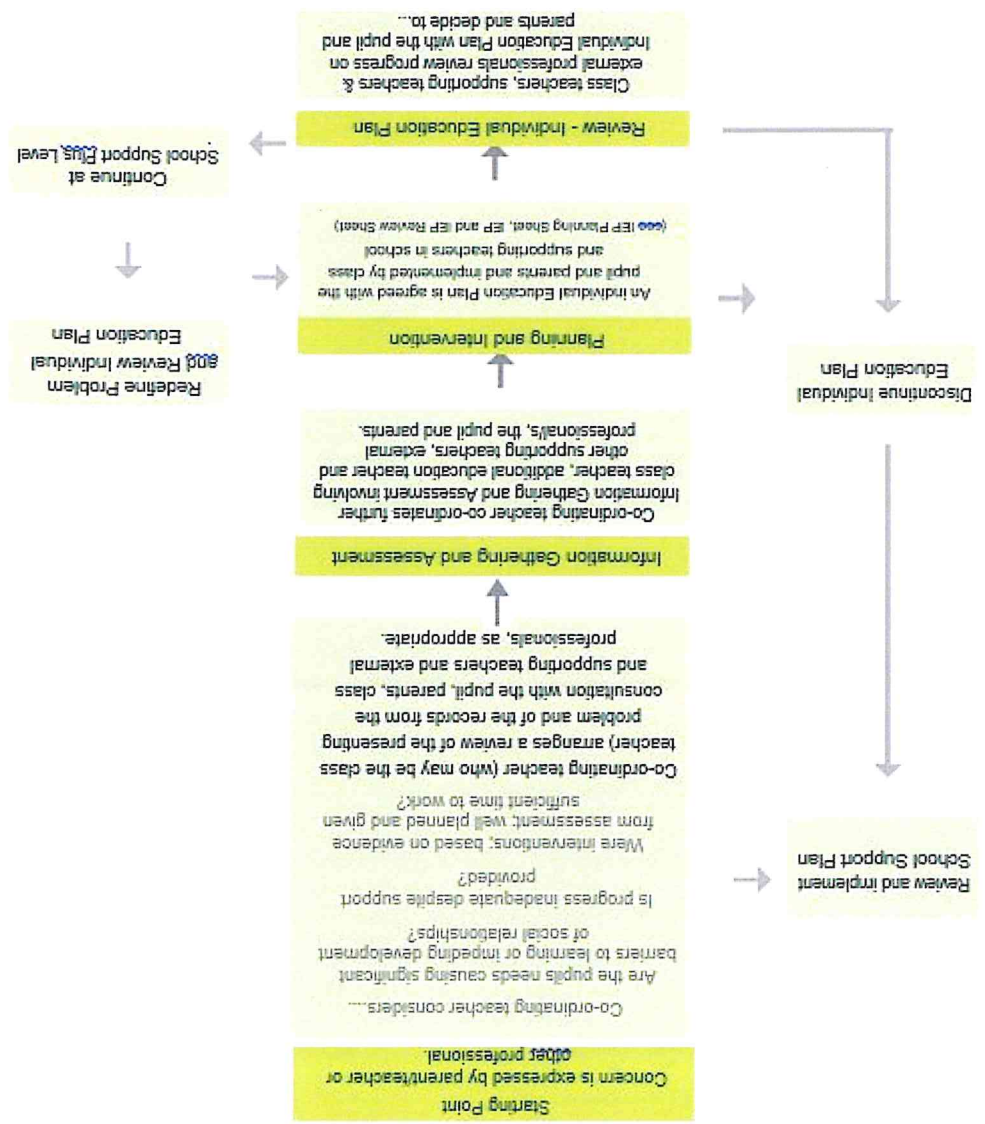 Starting Point
Concern is expressed by parent/teacher or
other professional.
Co-ordinating teacher considers....
Are the pupils needs causing significant
barriers to learning or impeding development
of social relationships?
Is progress inadequate despite support
provided?
Were interventions; based on evidence
from assessment; well planned and given
sufficient time to work?
Co-ordinating teacher (who may be the class
teacher) arranges a review of the presenting
problem and of the records from the
consultation with the pupil, parents, class
and supporting teachers and external
professionals, as appropriate.
Review and implement
School Support Plan
Information Gathering and Assessment
Co-ordinating teacher co-ordinates further
Information Gathering and Assessment involving
class teacher, additional education teacher and
other supporting teachers, external
professional/s, the pupil and parents.
Discontinue Individual
Education Plan
Planning and Intervention
An individual Education Plan is agreed with the
pupil and parents and implemented by class
and supporting teachers in school
(see IEP Planning Sheet, IEP and IEP Review Sheet)
Redefine Problem
and Review Individual
Education Plan
Continue at
School Support Plus Level
Review - Individual Education Plan
Class teachers, supporting teachers &
external professionals review progress on
Individual Education Plan with the pupil and
parents and decide to...